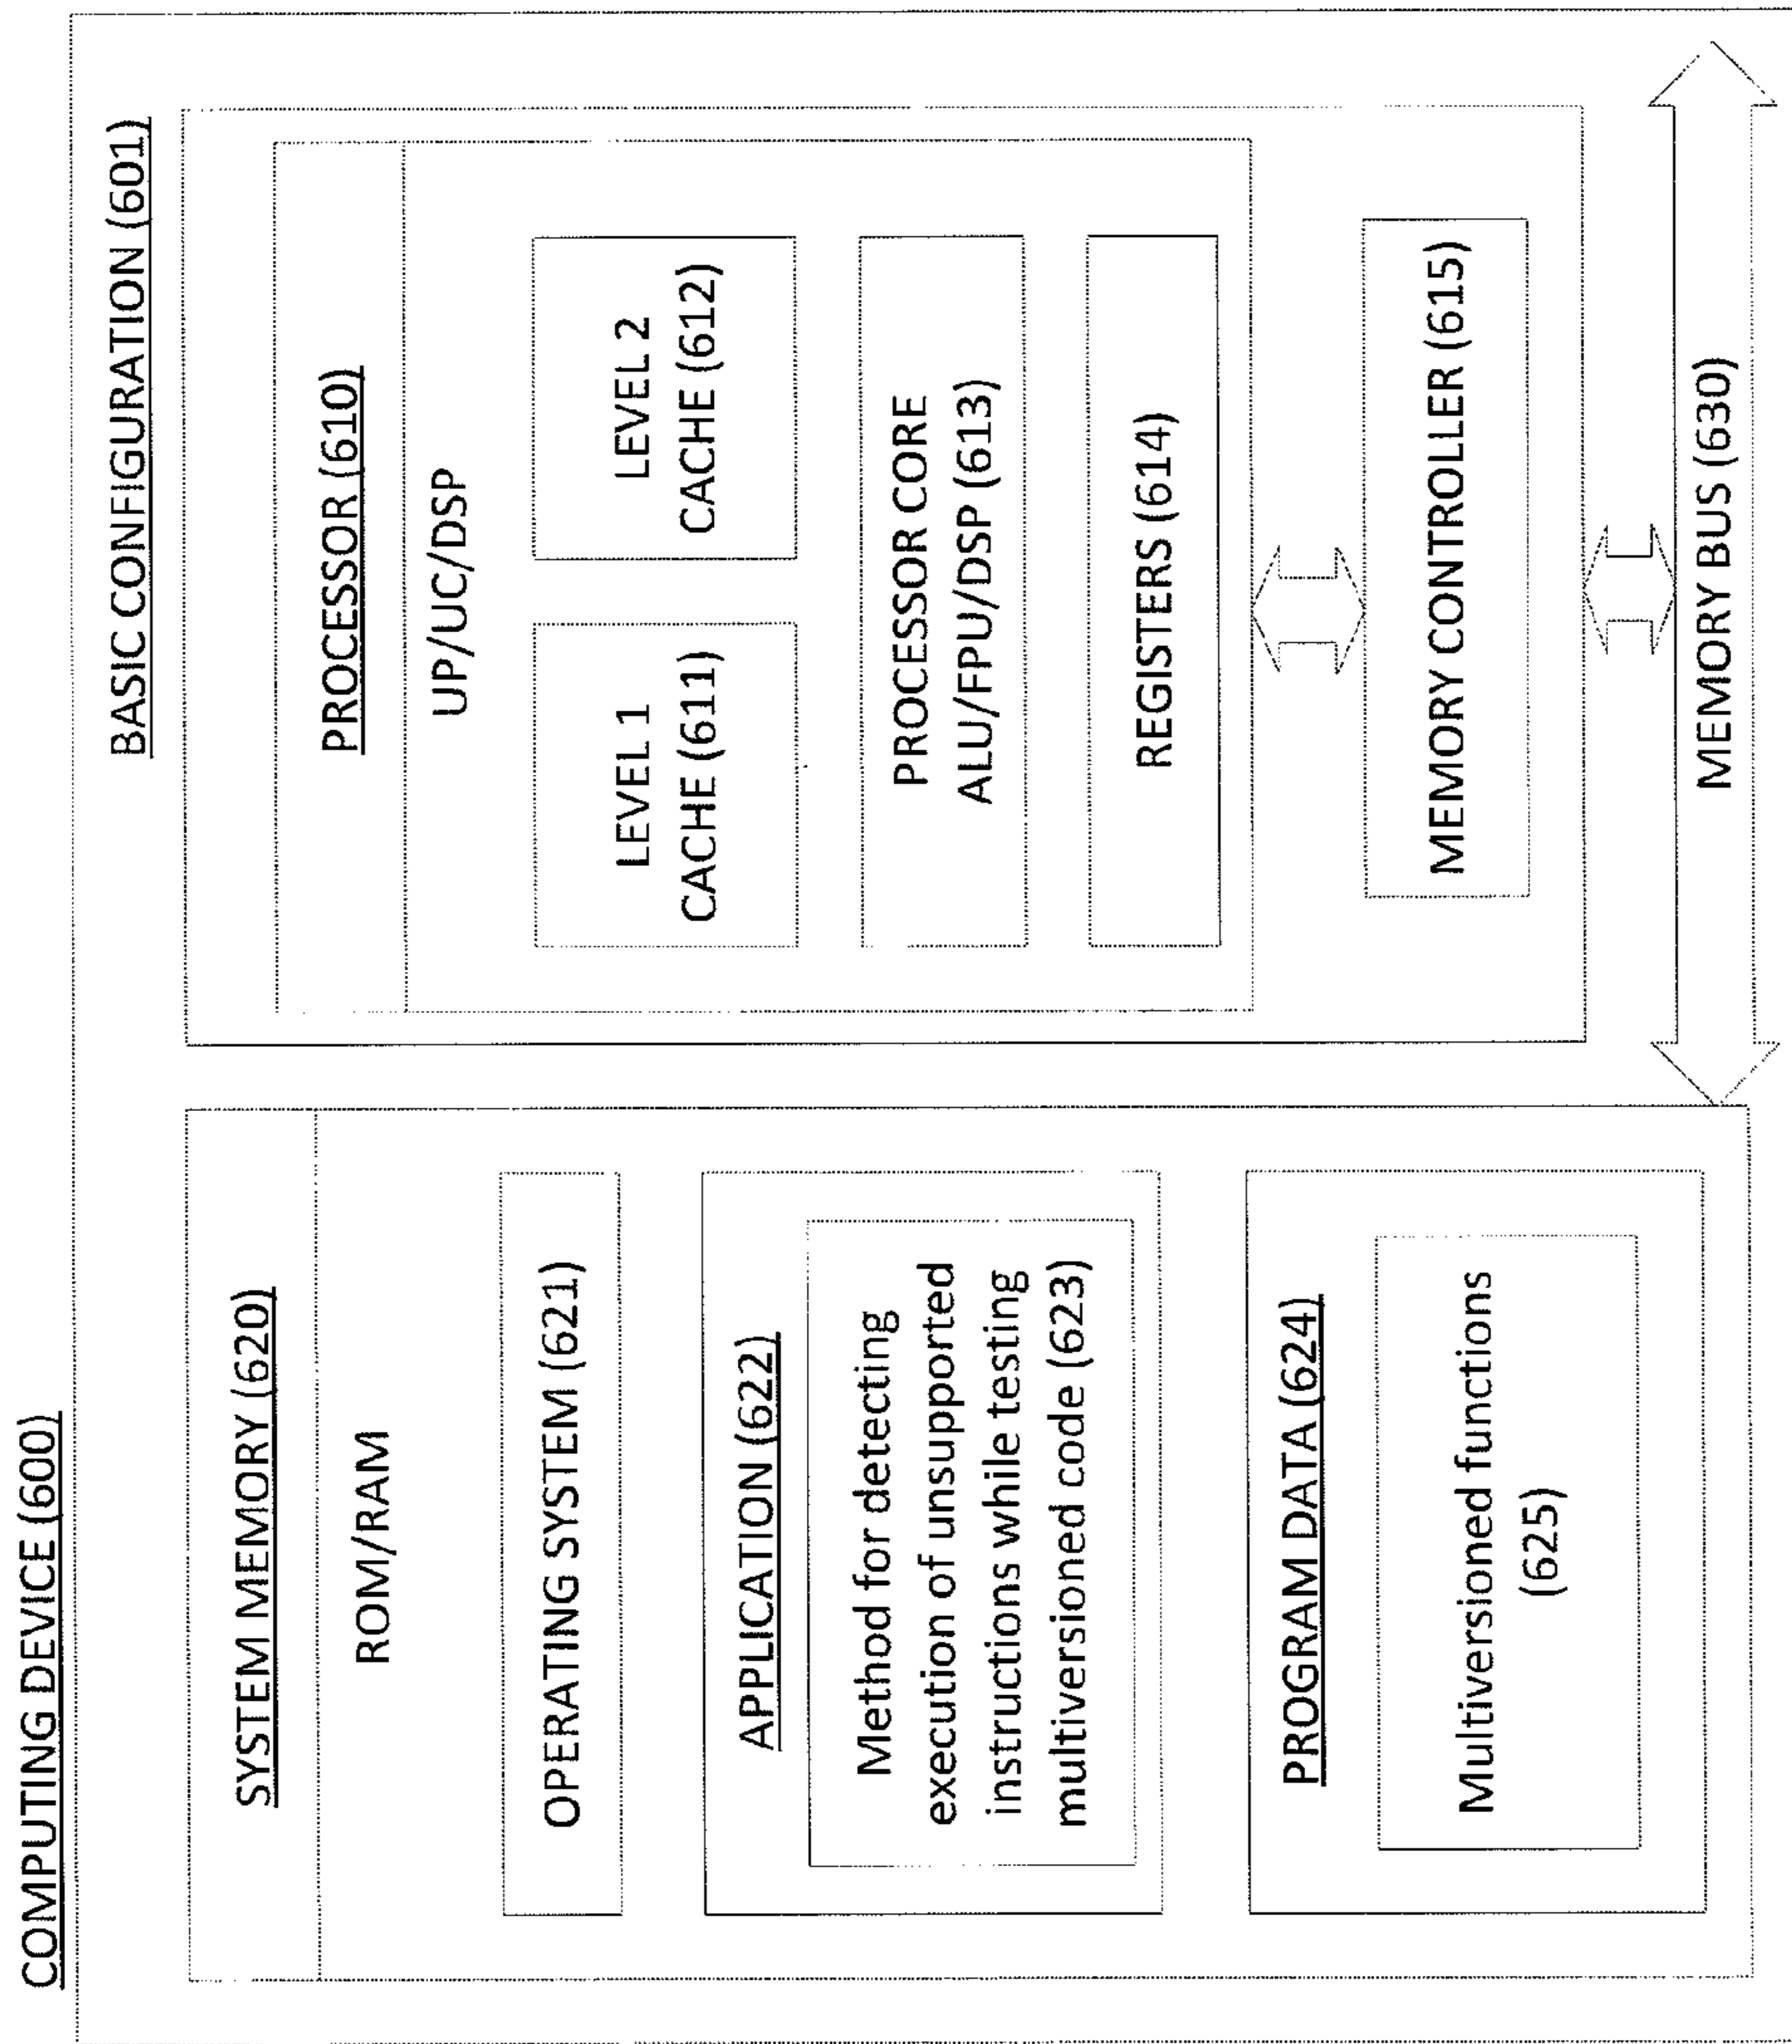 COMPUTING DEVICE (600)
SYSTEM MEMORY (620)
ROM/RAM
OPERATING SYSTEM (621)
APPLICATION (622)
Method for detecting
execution of unsupported
instructions while testing
multiversioned code (623)
PROGRAM DATA (624)
Multiversioned functions
(625)
BASIC CONFIGURATION (601)
PROCESSOR (610)
UP/UC/DSP
LEVEL 1
CACHE (611)
LEVEL 2
CACHE (612)
PROCESSOR CORE
ALU/FPU/DSP (613)
REGISTERS (614)
MEMORY CONTROLLER (615)
MEMORY BUS (630)